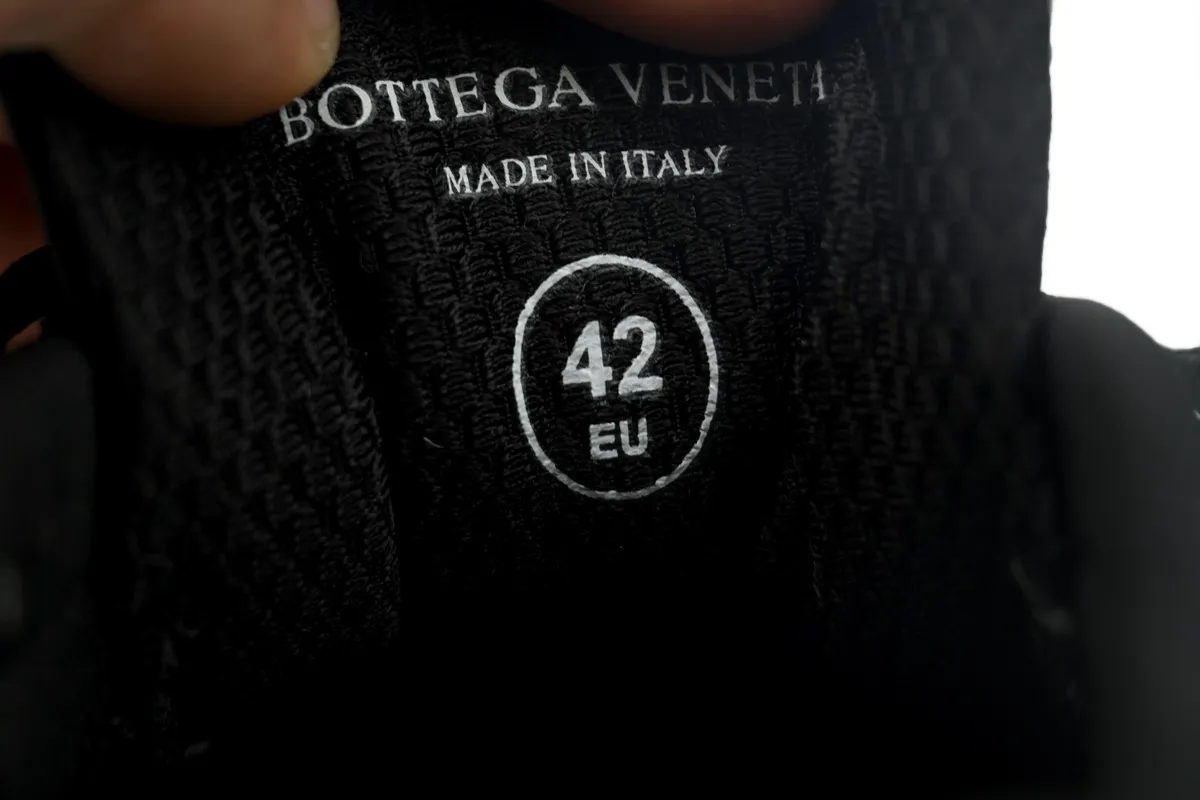 BOTTEGA VENETA
MADE IN ITALY
42
EU